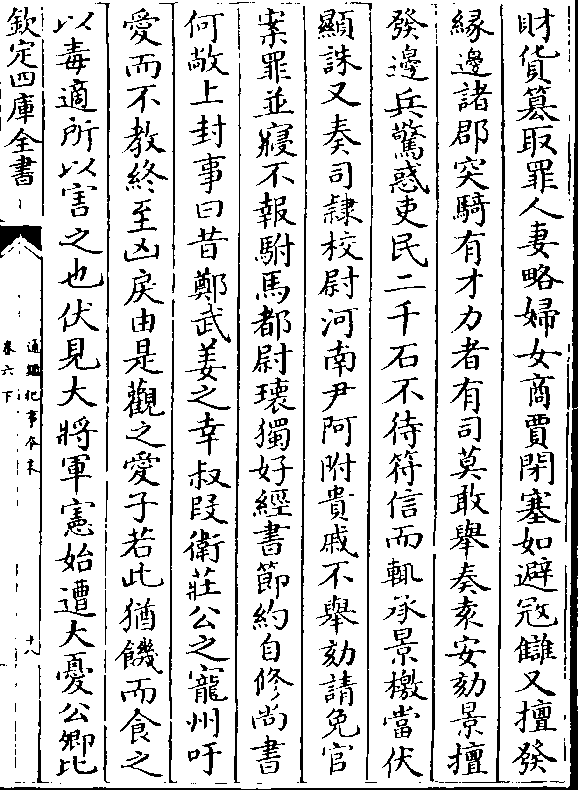 財貨簒取罪人妻略婦女商賈閉塞如避寇讎又擅發
縁邊諸郡突騎有才力者有司莫敢舉奏袁安劾景擅
發邊兵驚惑吏民二千石不待符信而輒承景檄當伏
顯誅又奏司隷校尉河南尹阿附貴戚不舉劾請免官
案罪並寢不報駙馬都尉瓌獨好經書節約自修尚書
何敞上封事曰昔鄭武姜之幸叔段衛莊公之寵州吁
愛而不教終至凶戾由是觀之愛子若此猶饑而食之
以毒適所以害之也伏見大將軍憲始遭大憂公卿比
欽定四庫全書
通鑑紀事本末
卷六下
十八